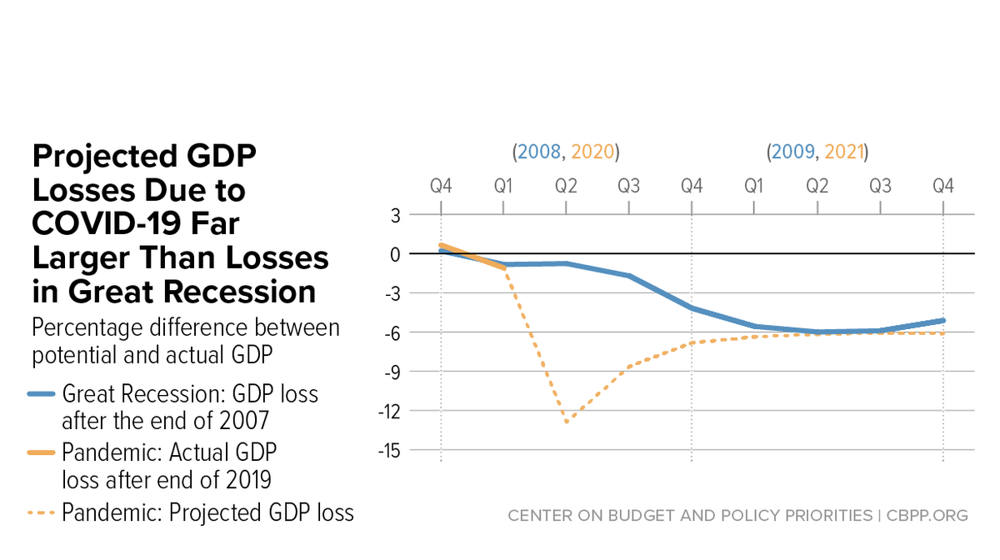 Projected GDP
Losses Due to
COVID-19 Far
Larger Than Losses
in Great Recession
Percentage difference between
potential and actual GDP
Great Recession: GDP loss
after the end of 2007
Pandemic: Actual GDP
loss after end of 2019
Pandemic: Projected GDP loss
(2008, 2020) (2009, 2021)
Q4 Q1 Q2 Q3 Q4 Q1 Q2 Q3 Q4
3
0
-3
-6
-9
-12
-15
CENTER ON BUDGET AND POLICY PRIORITIES | CBPP.ORG